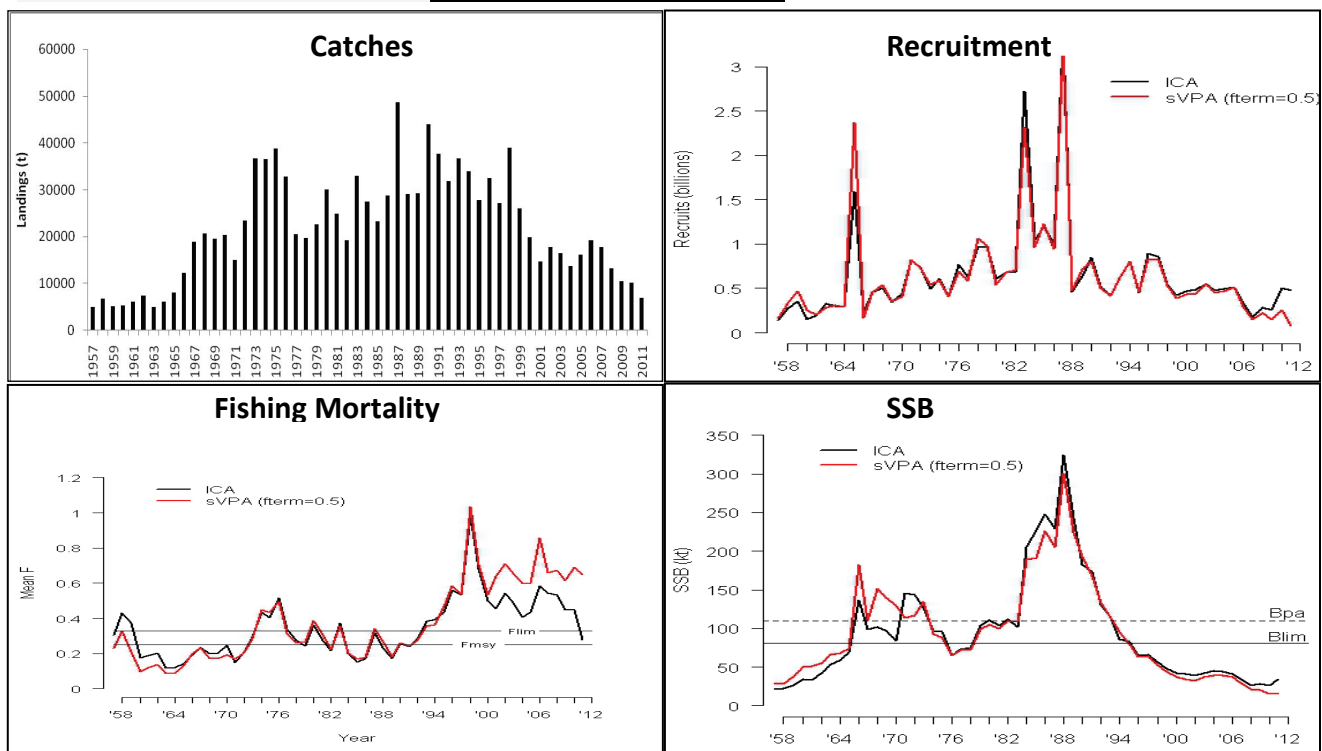 Catches
60000
50000
40000
30000
20000
10000
0
Landings (t)
1957
1959
1961
1963
1965
1967
1969
1971
1973
1975
1977
1979
1981
1983
1985
1987
1989
1991
1993
1995
1997
1999
2001
2003
2005
2007
2009
2011
Recruitment
ICA
sVPA (fterm=0.5)
3
2.5
2
1.5
1
0.5
0
Recruits (billions)
'58 '64 '70 '76 '82 '88 '94 '00 '06 '12
Fishing Mortality
ICA
sVPA (fterm=0.5)
1.2
1
0.8
0.6
0.4
0.2
0
Mean F
Flim
Fmsy
'58 '64 '70 '76 '82 '88 '94 '00 '06 '12
Year
SSB
ICA
sVPA (fterm=0.5)
350
300
250
200
150
100
50
0
SSB (kt)
Bpa
Blim
'58 '64 '70 '76 '82 '88 '94 '00 '06 '12